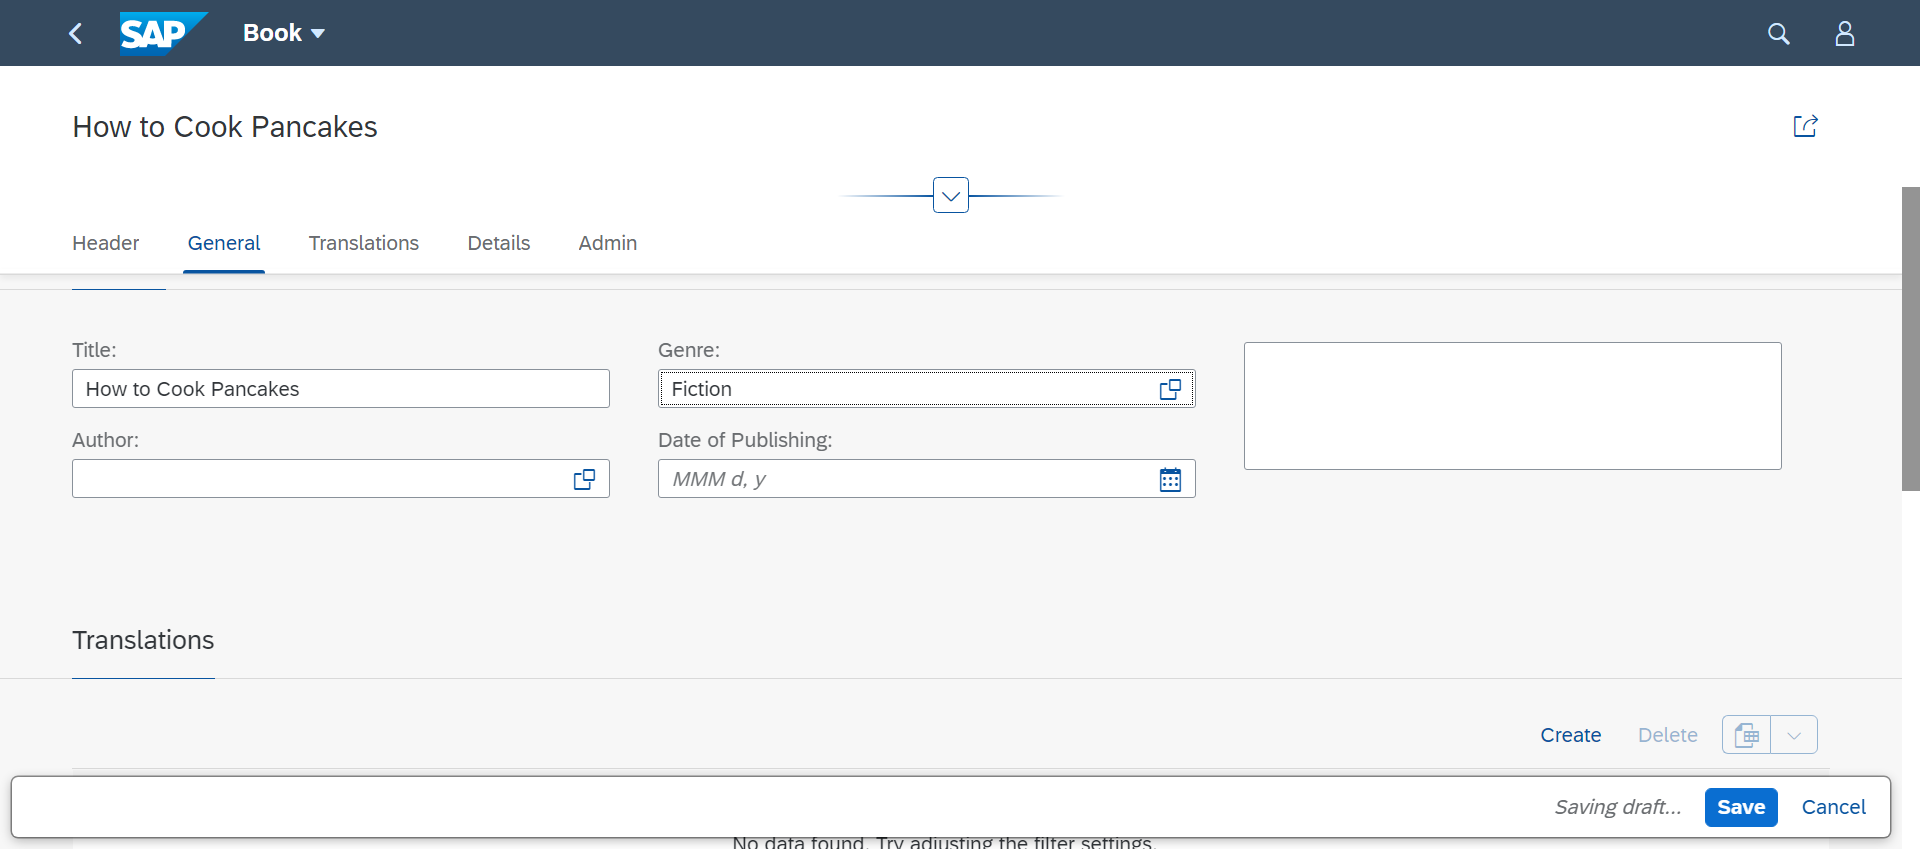 SAP Book
How to Cook Pancakes
Header General Translations Details Admin
Title:
How to Cook Pancakes
Author:
Genre:
Fiction
Date of Publishing:
MMM d, y
Translations
Create Delete
Saving draft... Save Cancel
No data found. Try adjusting the filter settings.